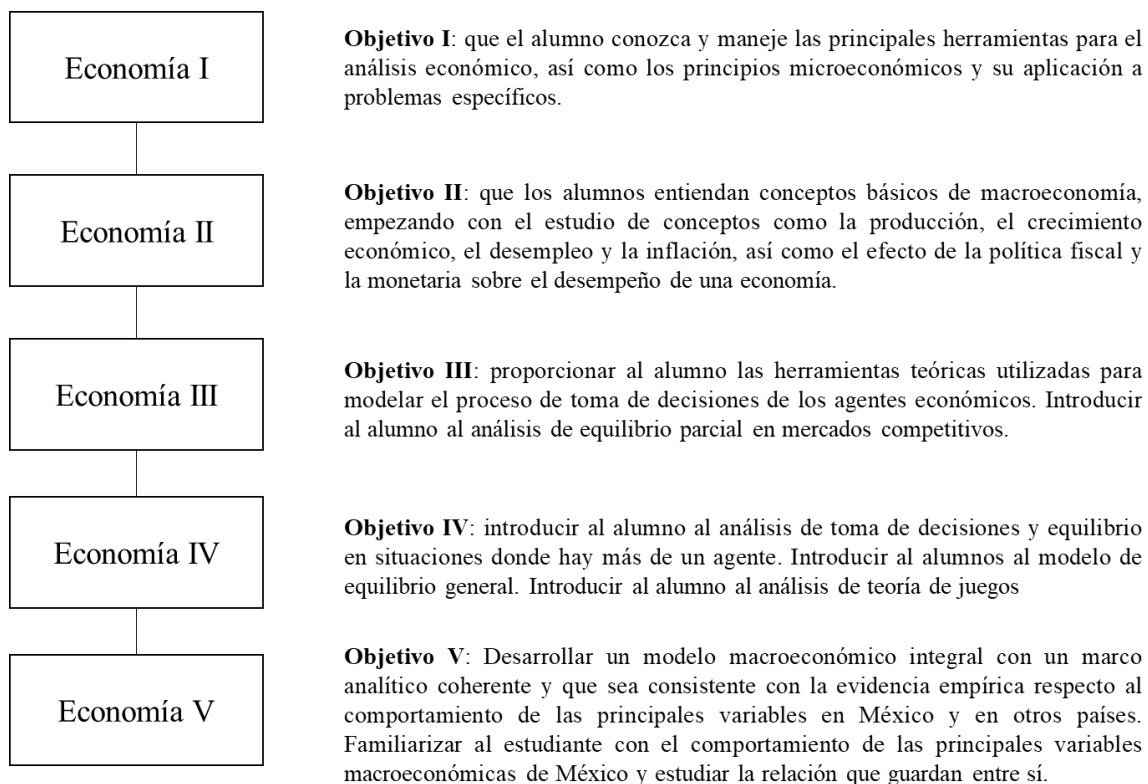 Economía I
Objetivo I: que el alumno conozca y maneje las principales herramientas para el
análisis económico, así como los principios microeconómicos y su aplicación a
problemas específicos.
Economía II
Objetivo II: que los alumnos entiendan conceptos básicos de macroeconomía,
empezando con el estudio de conceptos como la producción, el crecimiento
económico, el desempleo y la inflación, así como el efecto de la política fiscal y
la monetaria sobre el desempeño de una economía.
Economía III
Objetivo III: proporcionar al alumno las herramientas teóricas utilizadas para
modelar el proceso de toma de decisiones de los agentes económicos. Introducir
al alumno al análisis de equilibrio parcial en mercados competitivos.
Economía IV
Objetivo IV: introducir al alumno al análisis de toma de decisiones y equilibrio
en situaciones donde hay más de un agente. Introducir al alumnos al modelo de
equilibrio general. Introducir al alumno al análisis de teoría de juegos
Economía V
Objetivo V: Desarrollar un modelo macroeconómico integral con un marco
analítico coherente y que sea consistente con la evidencia empírica respecto al
comportamiento de las principales variables en México y en otros países.
Familiarizar al estudiante con el comportamiento de las principales variables
macroeconómicas de México y estudiar la relación que guardan entre sí.